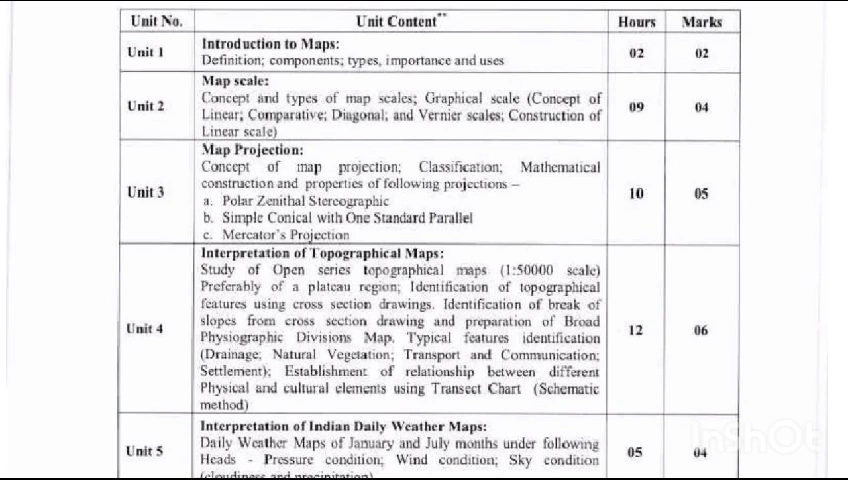 Unit No. Unit Content** Hours Marks
Unit 1 Introduction to Maps: 02 02
Definition; components; types, importance and uses
Unit 2 Map scale: 09 04
Concept and types of map scales; Graphical scale (Concept of
Linear; Comparative; Diagonal; and Vernier scales; Construction of
Linear scale)
Unit 3 Map Projection: 10 05
Concept of map projection; Classification; Mathematical
construction and properties of following projections –
a. Polar Zenithal Stereographic
b. Simple Conical with One Standard Parallel
c. Mercator's Projection
Unit 4 Interpretation of Topographical Maps: 12 06
Study of Open series topographical maps (1:50000 scale)
Preferably of a plateau region; Identification of topographical
features using cross section drawings. Identification of break of
slopes from cross section drawing and preparation of Broad
Physiographic Divisions Map. Typical features identification
(Drainage; Natural Vegetation; Transport and Communication;
Settlement); Establishment of relationship between different
Physical and cultural elements using Transect Chart (Schematic
method)
Unit 5 Interpretation of Indian Daily Weather Maps: 05 04
Daily Weather Maps of January and July months under following
Heads - Pressure condition; Wind condition; Sky condition
(cloudiness and precipitation)
InShOt